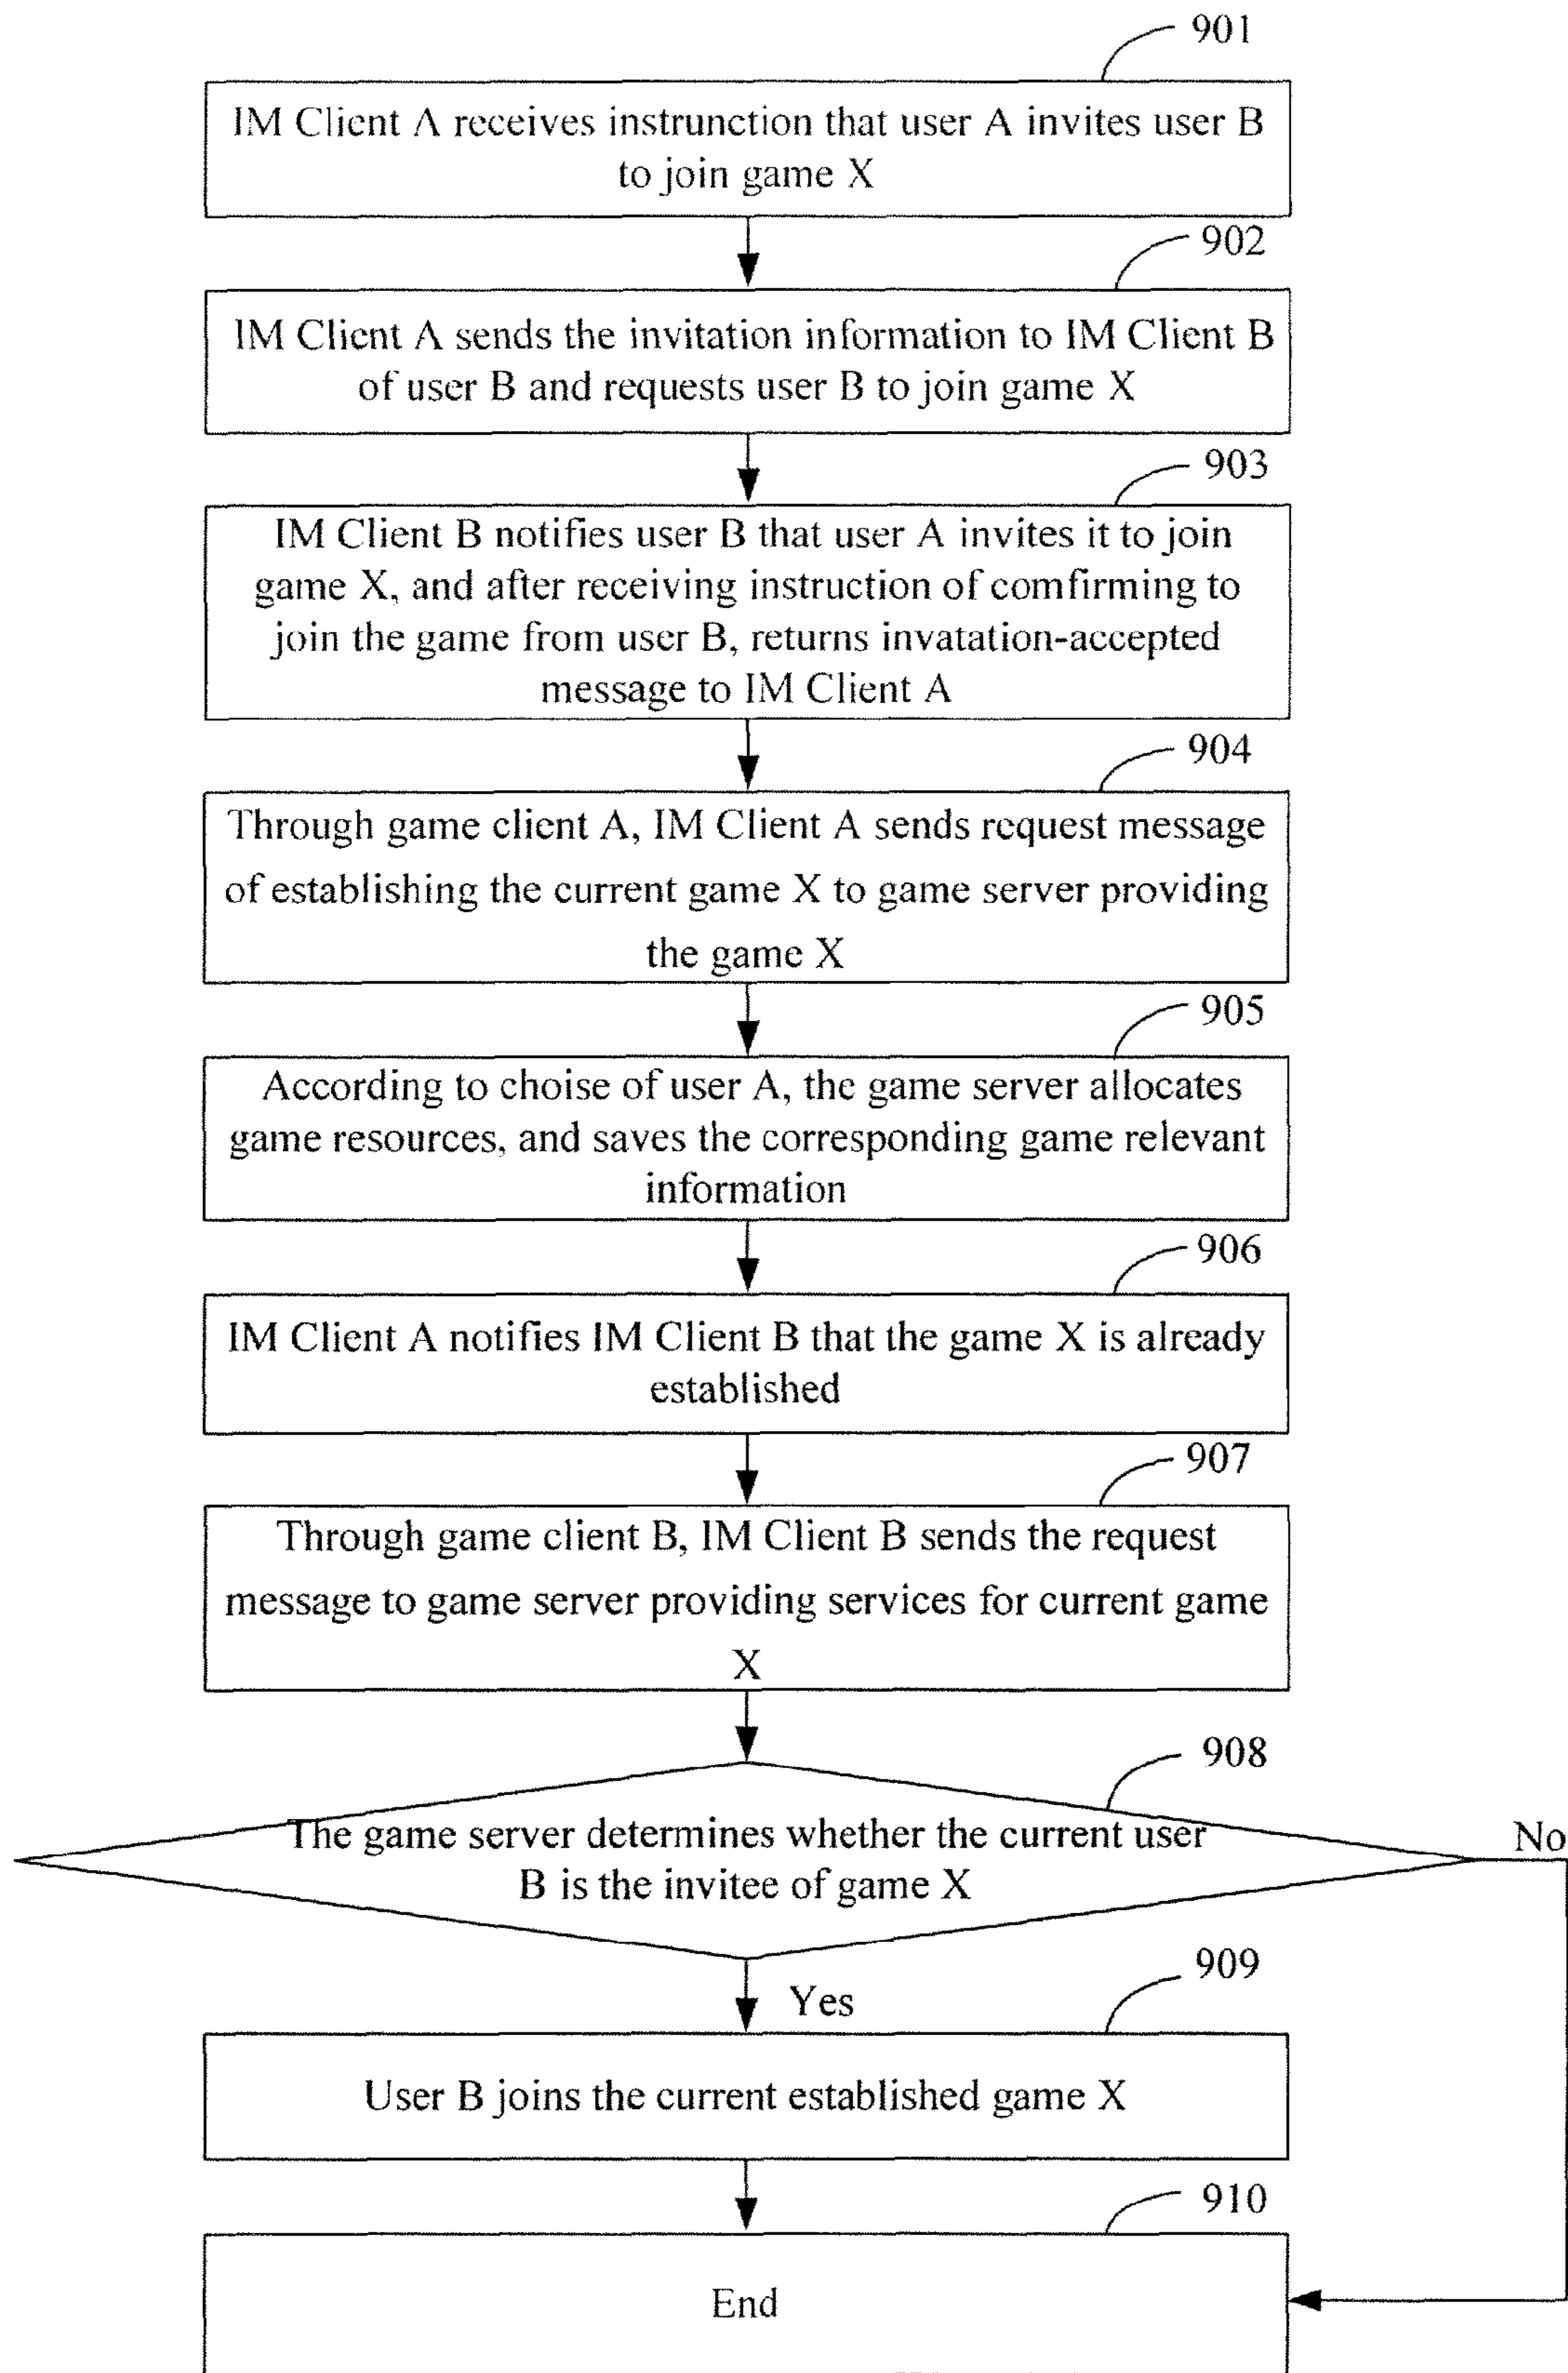 901
IM Client A receives instrunction that user A invites user B
to join game X
902
IM Client A sends the invitation information to IM Client B
of user B and requests user B to join game X
903
IM Client B notifies user B that user A invites it to join
game X, and after receiving instruction of comfirming to
join the game from user B, returns invatation-accepted
message to IM Client A
904
Through game client A, IM Client A sends request message
of establishing the current game X to game server providing
the game X
905
According to choise of user A, the game server allocates
game resources, and saves the corresponding game relevant
information
906
IM Client A notifies IM Client B that the game X is already
established
907
Through game client B, IM Client B sends the request
message to game server providing services for current game
X
908
The game server determines whether the current user
B is the invitee of game X
No
Yes
909
User B joins the current established game X
910
End